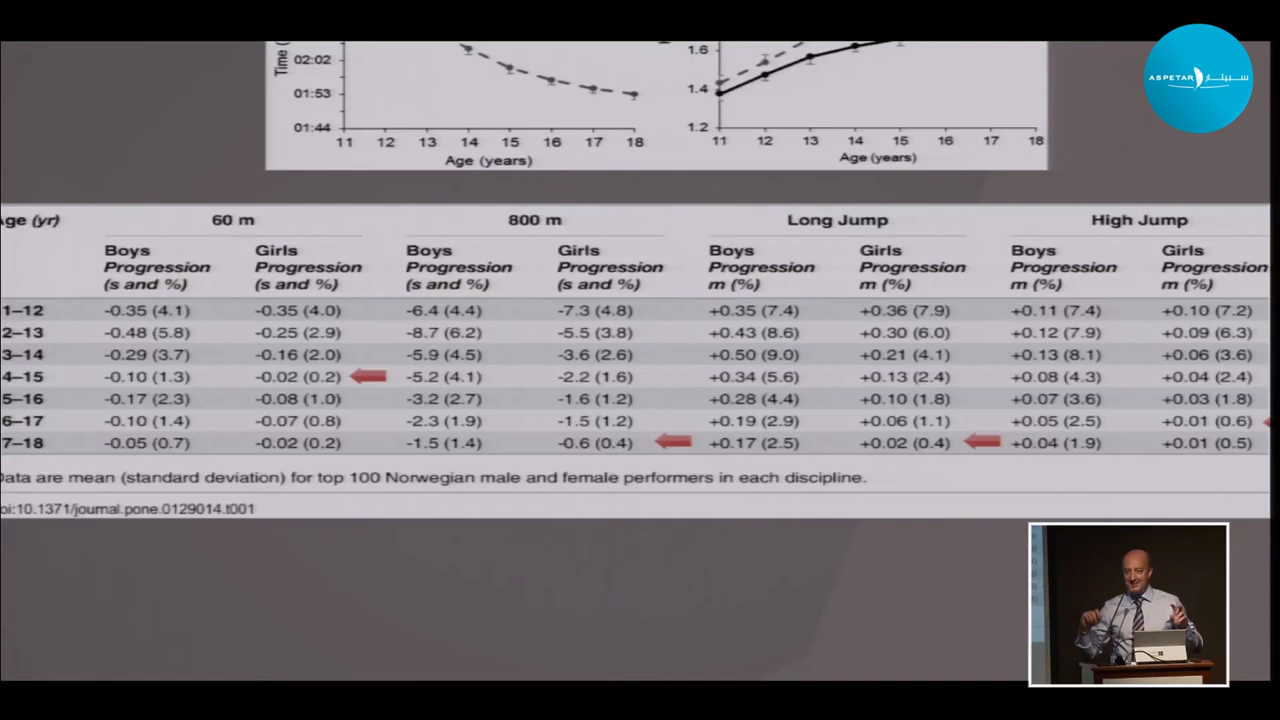 Time (
02:02
01:53
01:44
11 12 13 14 15 16 17 18
Age (years)
1.6
1.4
1.2
11 12 13 14 15 16 17 18
Age (years)
ASPETAR سبيتار
Age (yr) 60 m 800 m Long Jump High Jump
Boys Girls Boys Girls Boys Girls Boys Girls
Progression Progression Progression Progression Progression Progression Progression Progression
(s and %) (s and %) (s and %) (s and %) m (%) m (%) m (%) m (%)
1–12 -0.35 (4.1) -0.35 (4.0) -6.4 (4.4) -7.3 (4.8) +0.35 (7.4) +0.36 (7.9) +0.11 (7.4) +0.10 (7.2)
2–13 -0.48 (5.8) -0.25 (2.9) -8.7 (6.2) -5.5 (3.8) +0.43 (8.6) +0.30 (6.0) +0.12 (7.9) +0.09 (6.3)
3–14 -0.29 (3.7) -0.16 (2.0) -5.9 (4.5) -3.6 (2.6) +0.50 (9.0) +0.21 (4.1) +0.13 (8.1) +0.06 (3.6)
4–15 -0.10 (1.3) -0.02 (0.2) -5.2 (4.1) -2.2 (1.6) +0.34 (5.6) +0.13 (2.4) +0.08 (4.3) +0.04 (2.4)
5–16 -0.17 (2.3) -0.08 (1.0) -3.2 (2.7) -1.6 (1.2) +0.28 (4.4) +0.10 (1.8) +0.07 (3.6) +0.03 (1.8)
6–17 -0.10 (1.4) -0.07 (0.8) -2.3 (1.9) -1.5 (1.2) +0.19 (2.9) +0.06 (1.1) +0.05 (2.5) +0.01 (0.6)
7–18 -0.05 (0.7) -0.02 (0.2) -1.5 (1.4) -0.6 (0.4) +0.17 (2.5) +0.02 (0.4) +0.04 (1.9) +0.01 (0.5)
Data are mean (standard deviation) for top 100 Norwegian male and female performers in each discipline.
oi:10.1371/journal.pone.0129014.t001